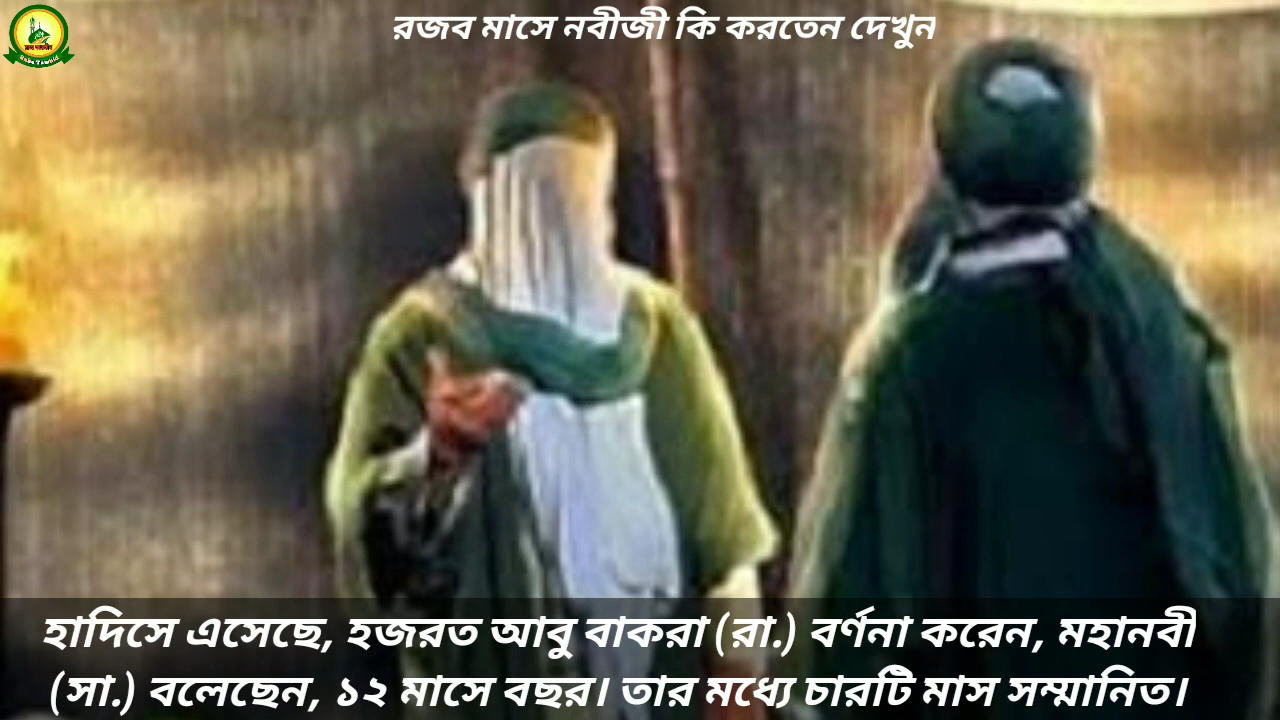 রজব মাসে নবীজী কি করতেন দেখুন
হাদিসে এসেছে, হজরত আবু বাকরা (রা.) বর্ণনা করেন, মহানবী
(সা.) বলেছেন, ১২ মাসে বছর। তার মধ্যে চারটি মাস সম্মানিত।